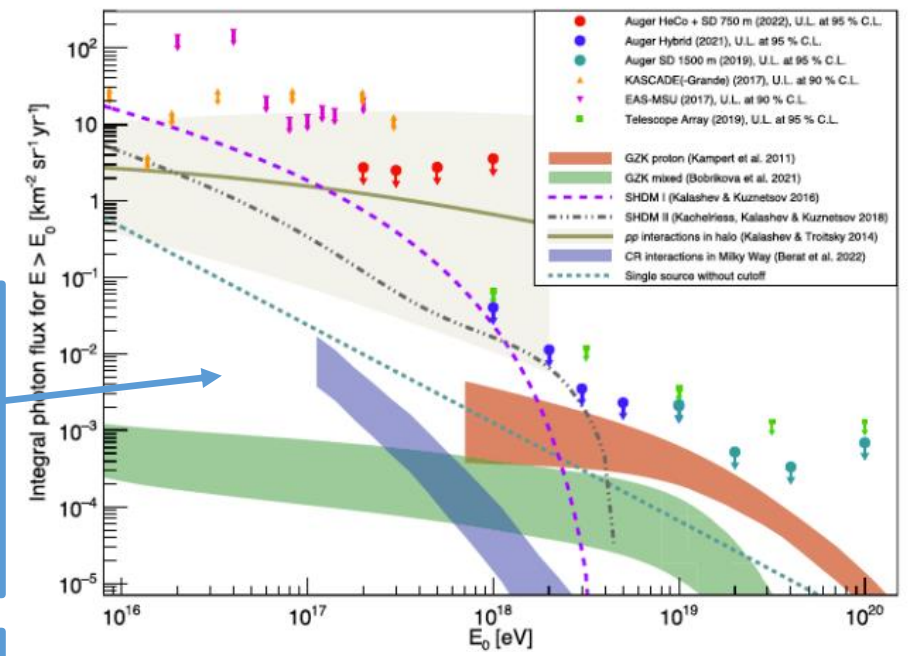 Integral photon flux for E > E₀ [km⁻² sr⁻¹ yr⁻¹]
10²
10
1
10⁻¹
10⁻²
10⁻³
10⁻⁴
10⁻⁵
Auger HeCo + SD 750 m (2022), U.L. at 95 % C.L.
Auger Hybrid (2021), U.L. at 95 % C.L.
Auger SD 1500 m (2019), U.L. at 95 % C.L.
KASCADE(-Grande) (2017), U.L. at 90 % C.L.
EAS-MSU (2017), U.L. at 90 % C.L.
Telescope Array (2019), U.L. at 95 % C.L.
GZK proton (Kampert et al. 2011)
GZK mixed (Bobrikova et al. 2021)
SHDM I (Kalashev & Kuznetsov 2016)
SHDM II (Kachelriess, Kalashev & Kuznetsov 2018)
pp interactions in halo (Kalashev & Troitsky 2014)
CR interactions in Milky Way (Berat et al. 2022)
Single source without cutoff
10¹⁶ 10¹⁷ 10¹⁸ 10¹⁹ 10²⁰
E₀ [eV]